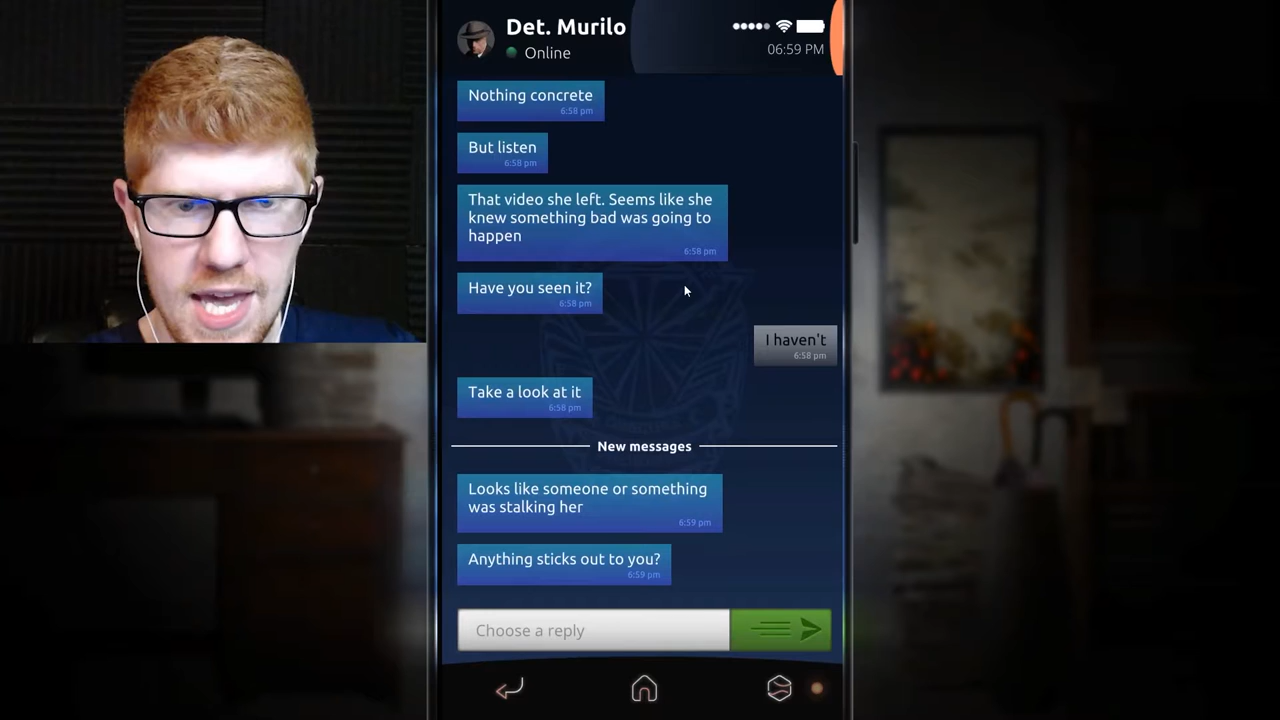 Det. Murilo
Online
06:59 PM
Nothing concrete
6:58 pm
But listen
6:58 pm
That video she left. Seems like she
knew something bad was going to
happen
6:58 pm
Have you seen it?
6:58 pm
I haven't
6:58 pm
Take a look at it
6:58 pm
New messages
Looks like someone or something
was stalking her
6:59 pm
Anything sticks out to you?
6:59 pm
Choose a reply